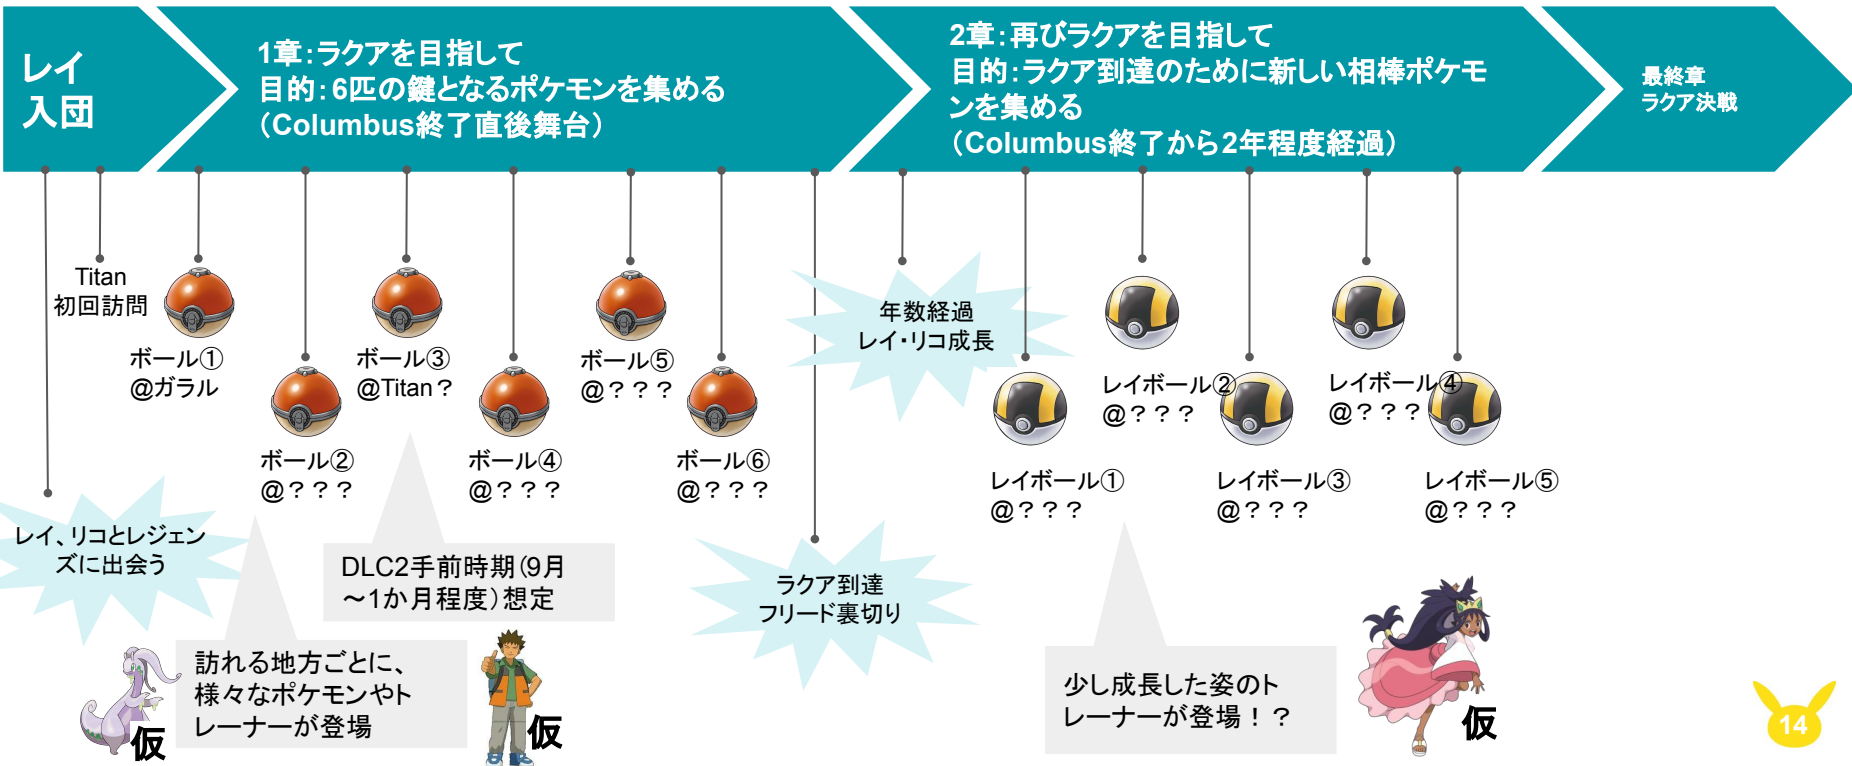 レイ
入団
1章：ラクアを目指して
目的：6匹の鍵となるポケモンを集める
（Columbus終了直後舞台）
2章：再びラクアを目指して
目的：ラクア到達のために新しい相棒ポケモ
ンを集める
（Columbus終了から2年程度経過）
最終章
ラクア決戦
Titan
初回訪問
ボール①
@ガラル
ボール②
@？？？
ボール③
@Titan？
ボール④
@？？？
ボール⑤
@？？？
ボール⑥
@？？？
年数経過
レイ・リコ成長
レイボール①
@？？？
レイボール②
@？？？
レイボール③
@？？？
レイボール④
@？？？
レイボール⑤
@？？？
レイ、リコとレジェン
ズに出会う
DLC2手前時期（9月
～1か月程度）想定
ラクア到達
フリード裏切り
訪れる地方ごとに、
様々なポケモンやト
レーナーが登場
仮
仮
少し成長した姿のト
レーナーが登場！？
仮
14